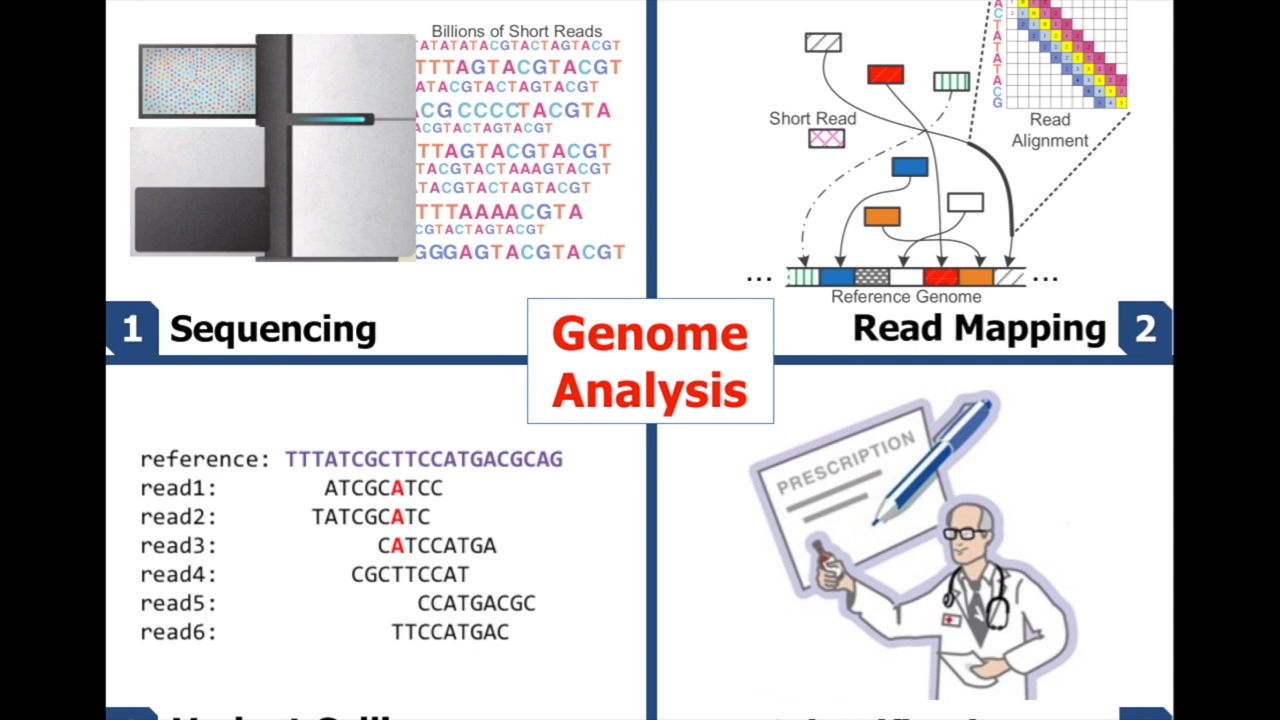 Billions of Short Reads
TATATATACGTACTAGTACGT
TTTAGTACGTACGT
ATACGTACTAGTACGT
ACG CCCCTACGTA
ACGTACTAGTACGT
TTAGTACGTACGT
TACGTACTAAAGTACGT
TACGTACTAGTACGT
TTTAAAACGTA
CGTACTAGTACGT
GGGAGTACGTACGT
1 Sequencing
Short Read
A
C
T
A
T
A
T
A
C
G
Read
Alignment
... ...
Reference Genome
Read Mapping 2
Genome
Analysis
reference: TTTATCGCTTCCATGACGCAG
read1: ATCGCATCC
read2: TATCGCATC
read3: CATCCATGA
read4: CGCTTCCAT
read5: CCATGACGC
read6: TTCCATGAC
PRESCRIPTION